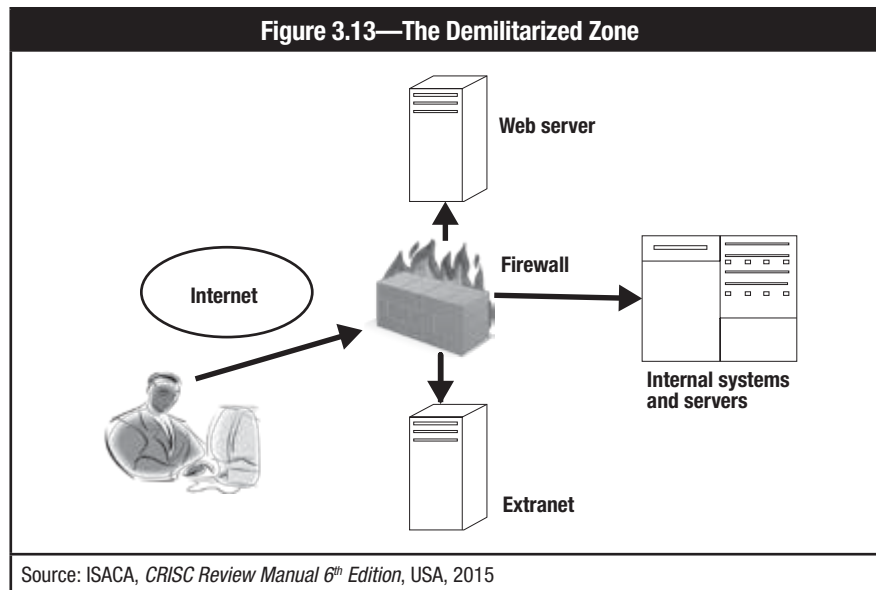 Figure 3.13—The Demilitarized Zone
Web server
Firewall
Internet
Internal systems
and servers
Extranet
Source: ISACA, CRISC Review Manual 6th Edition, USA, 2015